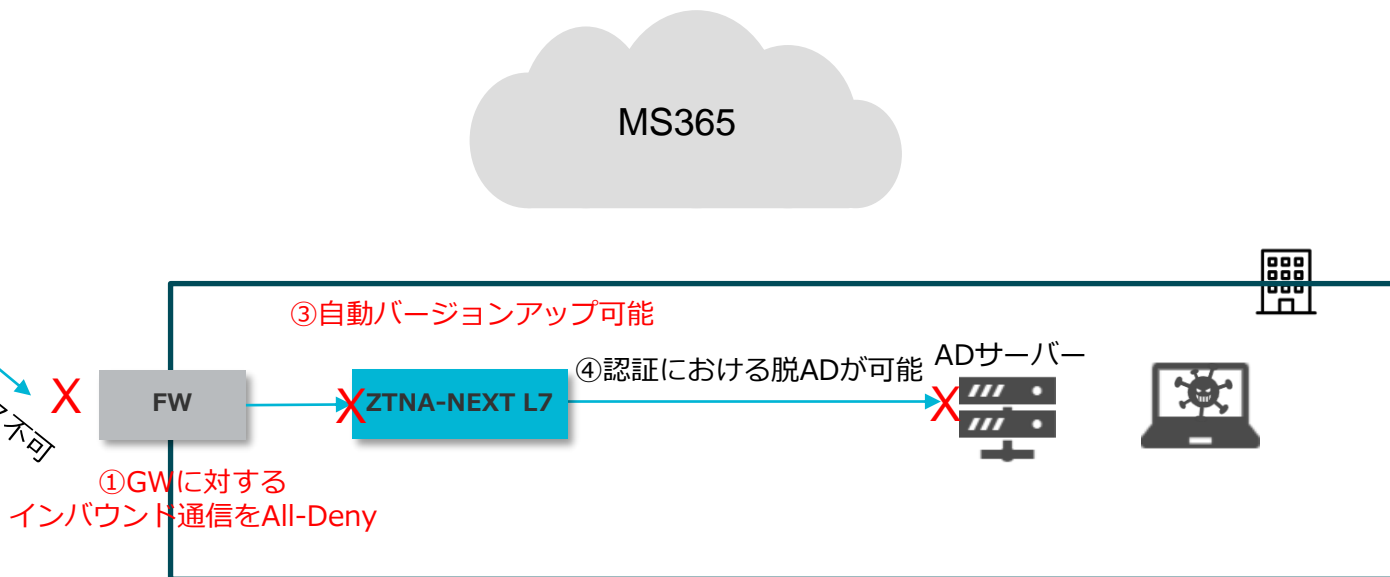 MS365
③自動バージョンアップ可能
④認証における脱ADが可能
ADサーバー
X
FW
X
ZTNA-NEXT L7
X
不可
①GWに対する
インバウンド通信をAll-Deny